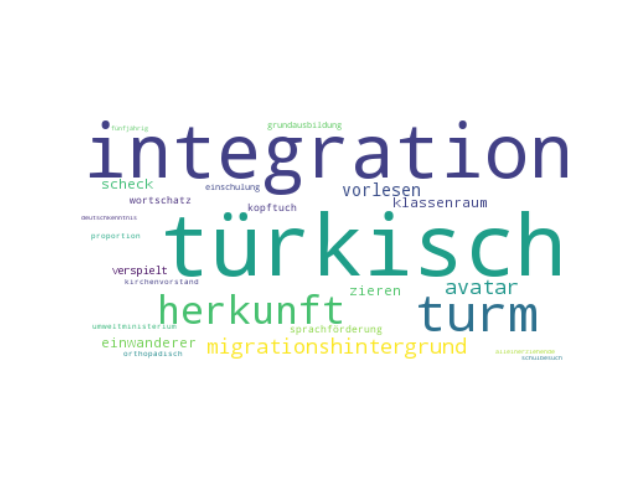 fünfjährig
grundausbildung
integration
scheck
einschulung
vorlesen
wortschatz
kopftuch
klassenraum
deutschkenntnis
türkisch
proportion
verspielt
kirchenvorstand
zieren
avatar
herkunft
turm
umweltministerium
sprachförderung
einwanderer
migrationshintergrund
orthopädisch
alleinerziehende
schulbesuch